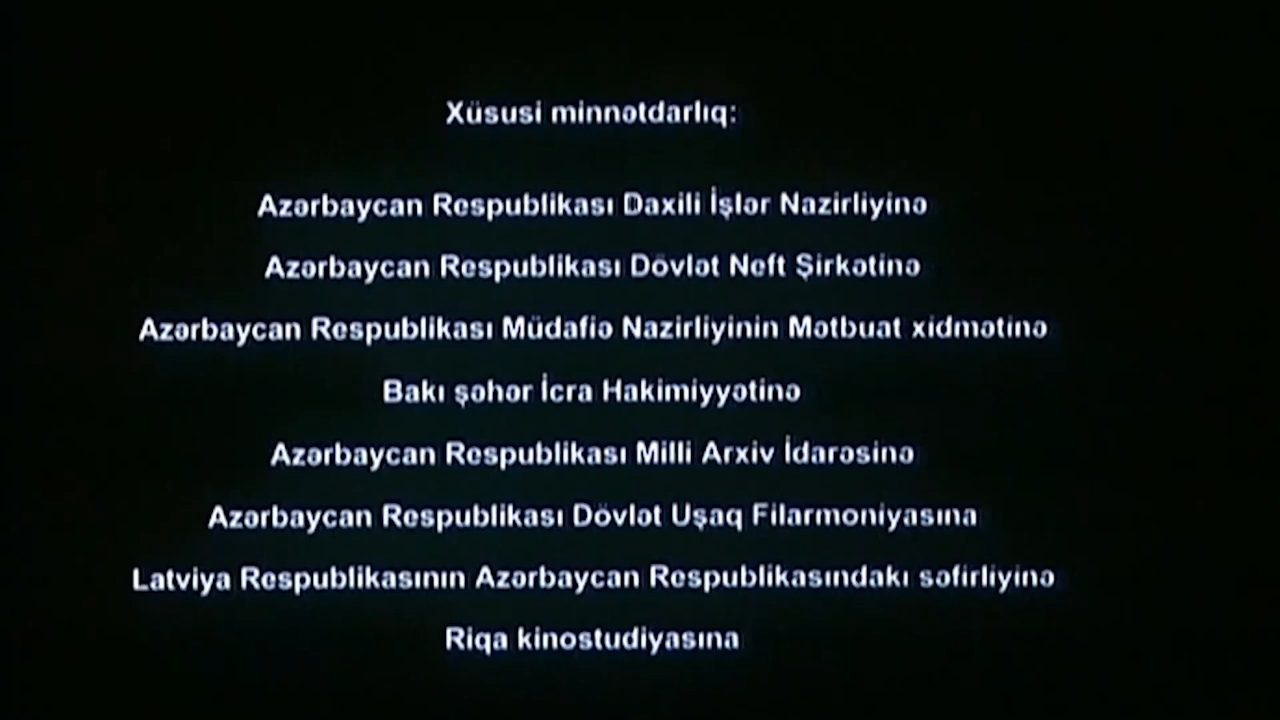 Xüsusi minnətdarlıq:
Azərbaycan Respublikası Daxili İşlər Nazirliyinə
Azərbaycan Respublikası Dövlət Neft Şirkətinə
Azərbaycan Respublikası Müdafiə Nazirliyinin Mətbuat xidmətinə
Bakı şəhər İcra Hakimiyyətinə
Azərbaycan Respublikası Milli Arxiv İdarəsinə
Azərbaycan Respublikası Dövlət Uşaq Filarmoniyasına
Latviya Respublikasının Azərbaycan Respublikasındakı səfirliyinə
Riqa kinostudiyasına